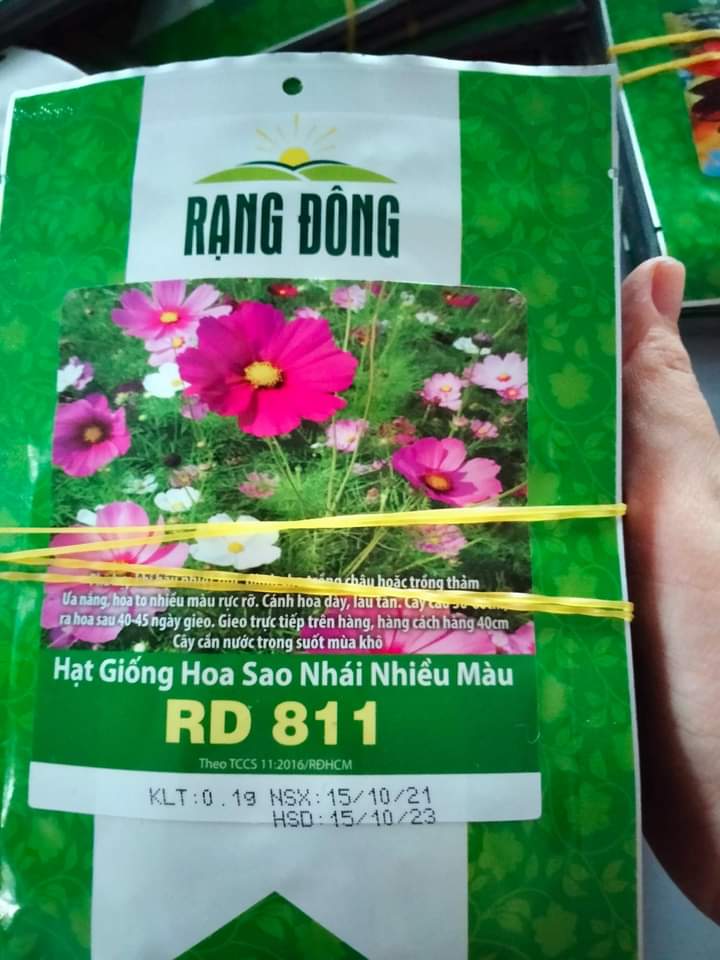 RẠNG ĐÔNG
trồng chậu hoặc trồng thảm
Ưa nắng, hoa to nhiều màu rực rỡ. Cánh hoa dày, lâu tàn. Cây cao
ra hoa sau 40-45 ngày gieo. Gieo trực tiếp trên hàng, hàng cách hàng 40cm
Cây cần nước trong suốt mùa khô
Hạt Giống Hoa Sao Nhái Nhiều Màu
RD 811
Theo TCCS 11:2016/RĐHCM
KLT:0.1g NSX:15/10/21
HSD:15/10/23